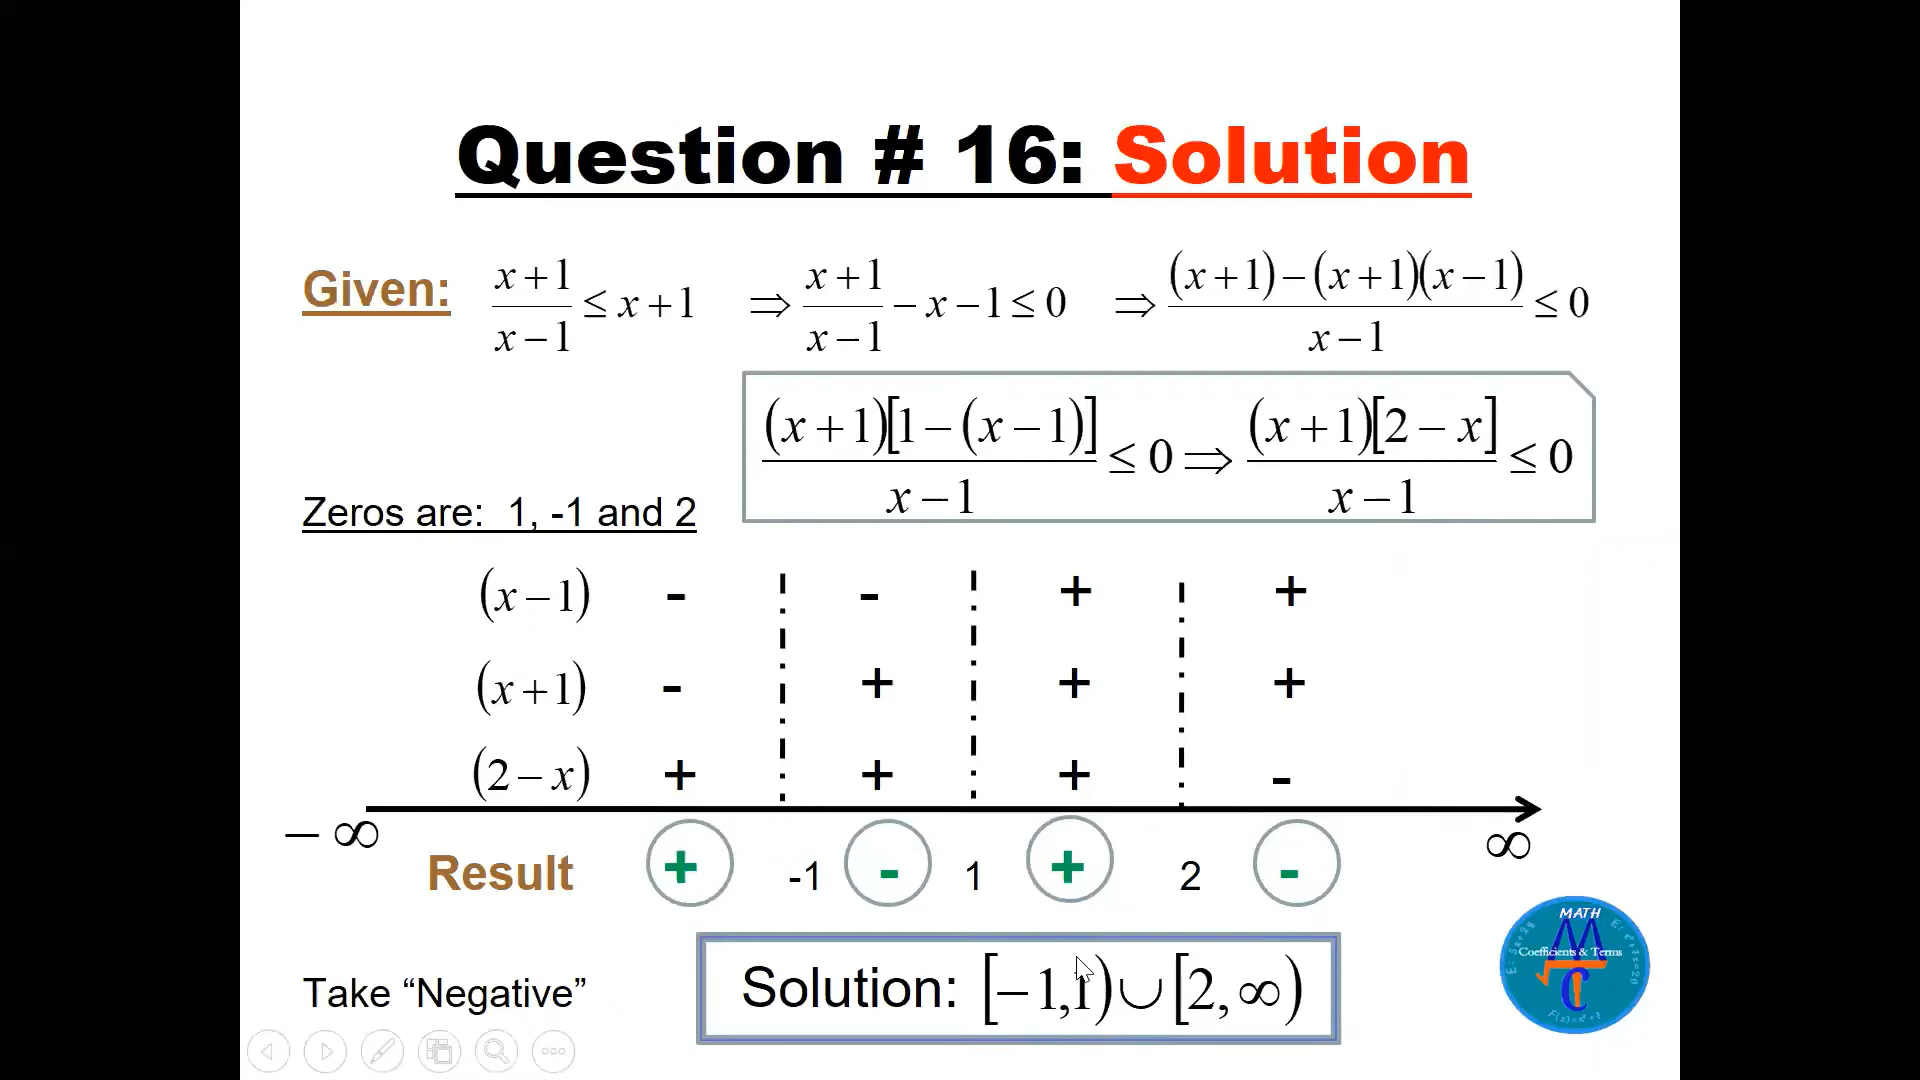 Question # 16: Solution
Given: (x+1)/(x−1) ≤ x+1 ⇒ (x+1)/(x−1) − x − 1 ≤ 0 ⇒ ((x+1)−(x+1)(x−1))/(x−1) ≤ 0
((x+1)[1−(x−1)])/(x−1) ≤ 0 ⇒ ((x+1)[2−x])/(x−1) ≤ 0
Zeros are: 1, -1 and 2
(x−1) - - + +
(x+1) - + + +
(2−x) + + + -
−∞ ∞
Result + -1 - 1 + 2 -
Take “Negative” Solution: [−1,1)∪[2,∞)
MATH
MC
Coefficients & Terms